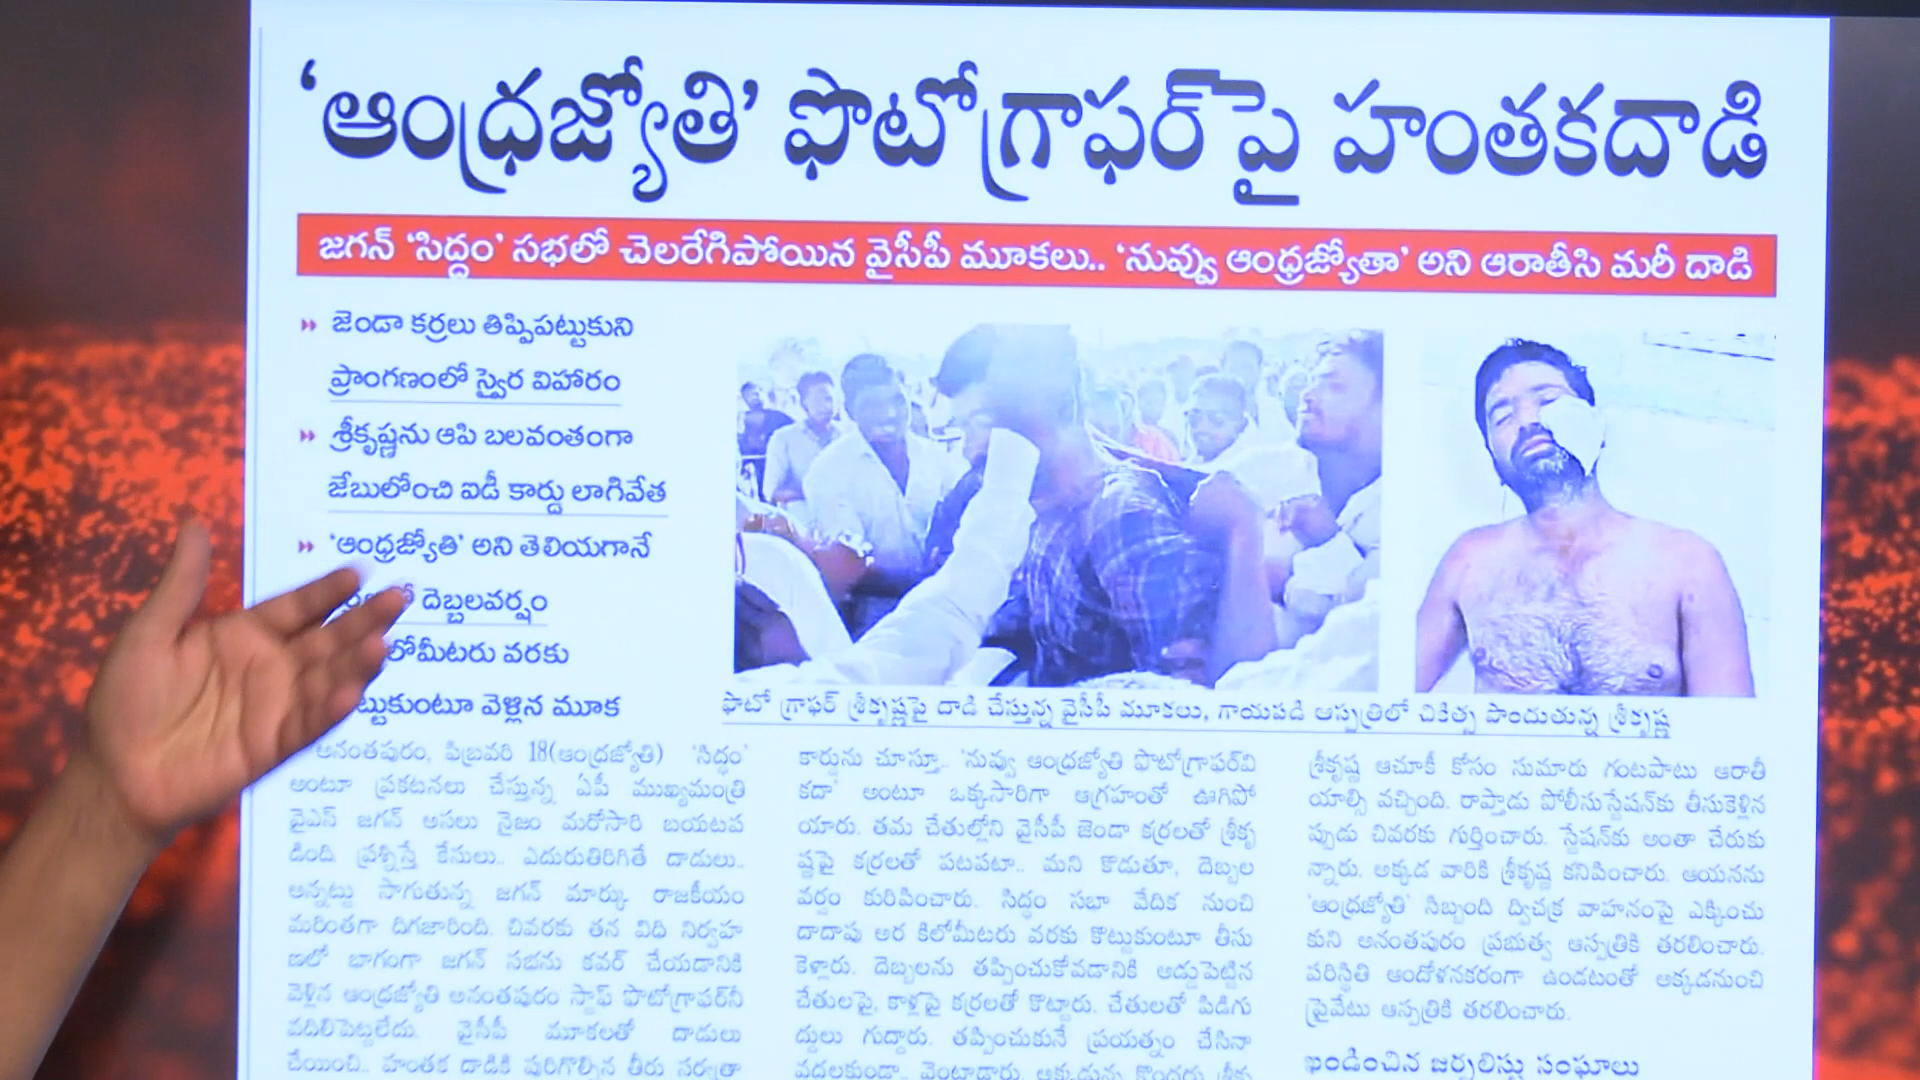 ‘ఆంధ్రజ్యోతి’ ఫొటోగ్రాఫర్‌పై హంతకదాడి
జగన్ ‘సిద్దం’ సభలో చెలరేగిపోయిన వైసీపీ మూకలు.. ‘నువ్వు ఆంధ్రజ్యోతా’ అని ఆరాతీసి మరీ దాడి
» జెండా కర్రలు తిప్పిపట్టుకుని
ప్రాంగణంలో స్వైర విహారం
» శ్రీకృష్ణను ఆపి బలవంతంగా
జేబులోంచి ఐడీ కార్డు లాగివేత
» ‘ఆంధ్రజ్యోతి’ అని తెలియగానే
దెబ్బలవర్షం
లోమీటరు వరకు
ట్టుకుంటూ వెళ్లిన మూక
ఫొటో గ్రాఫర్ శ్రీకృష్ణపై దాడి చేస్తున్న వైసీపీ మూకలు, గాయపడి ఆస్పత్రిలో చికిత్స పొందుతున్న శ్రీకృష్ణ
అనంతపురం, ఫిబ్రవరి 18(ఆంధ్రజ్యోతి) ‘సిద్ధం’
అంటూ ప్రకటనలు చేస్తున్న ఏపీ ముఖ్యమంత్రి
వైఎస్ జగన్ అసలు నైజం మరోసారి బయటప
డింది. ప్రశ్నిస్తే కేసులు.. ఎదురుతిరిగితే దాడులు..
అన్నట్టు సాగుతున్న జగన్ మార్కు రాజకీయం
మరింతగా దిగజారింది. చివరకు తన విధి నిర్వహ
ణలో భాగంగా జగన్ సభను కవర్ చేయడానికి
వెళ్లిన ఆంధ్రజ్యోతి అనంతపురం స్టాఫ్ ఫొటోగ్రాఫర్‌నీ
వదిలిపెట్టలేదు. వైసీపీ మూకలతో దాడులు
చేయించి.. హంతక దాడికి పురిగొల్పిన తీరు సర్వత్రా
కార్డును చూస్తూ.. ‘నువ్వు ఆంధ్రజ్యోతి ఫొటోగ్రాఫర్‌వి
కదా’ అంటూ ఒక్కసారిగా ఆగ్రహంతో ఊగిపో
యారు. తమ చేతుల్లోని వైసీపీ జెండా కర్రలతో శ్రీకృ
ష్ణపై కర్రలతో పటపటా.. మని కొడుతూ, దెబ్బల
వర్షం కురిపించారు. సిద్ధం సభా వేదిక నుంచి
దాదాపు అర కిలోమీటరు వరకు కొట్టుకుంటూ తీసు
కెళ్లారు. దెబ్బలను తప్పించుకోవడానికి అడ్డుపెట్టిన
చేతులపై, కాళ్లపై కర్రలతో కొట్టారు. చేతులతో పిడిగు
ద్దులు గుద్దారు. తప్పించుకునే ప్రయత్నం చేసినా
వదలకుండా.. వెంటాడారు. అక్కడున్న కొందరు శ్రీకృ
శ్రీకృష్ణ ఆచూకీ కోసం సుమారు గంటపాటు ఆరాతీ
యాల్సి వచ్చింది. రాప్తాడు పోలీసుస్టేషన్‌కు తీసుకెళ్లిన
ప్పుడు చివరకు గుర్తించారు. స్టేషన్‌కు అంతా చేరుకు
న్నారు. అక్కడ వారికి శ్రీకృష్ణ కనిపించారు. ఆయనను
‘ఆంధ్రజ్యోతి’ సిబ్బంది ద్విచక్ర వాహనంపై ఎక్కించు
కుని అనంతపురం ప్రభుత్వ ఆస్పత్రికి తరలించారు.
పరిస్థితి ఆందోళనకరంగా ఉండటంతో అక్కడనుంచి
ప్రైవేటు ఆస్పత్రికి తరలించారు.
ఖండించిన జర్నలిస్టు సంఘాలు